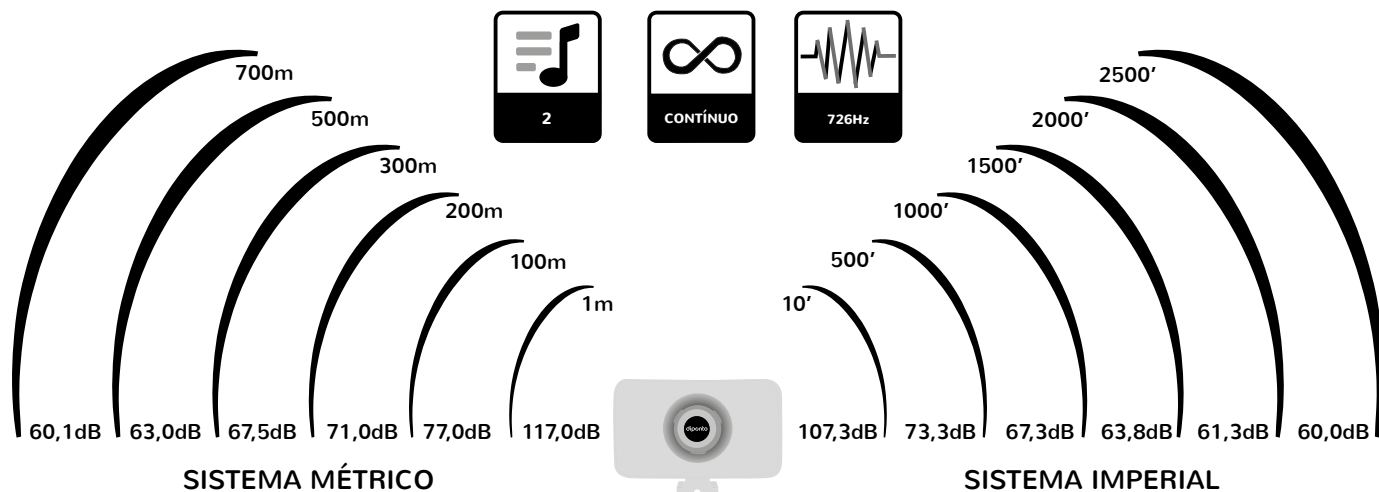 2
CONTÍNUO
726Hz
700m
500m
300m
200m
100m
1m
2500’
2000’
1500’
1000’
500’
10’
60,1dB
63,0dB
67,5dB
71,0dB
77,0dB
117,0dB
diponto
107,3dB
73,3dB
67,3dB
63,8dB
61,3dB
60,0dB
SISTEMA MÉTRICO
SISTEMA IMPERIAL